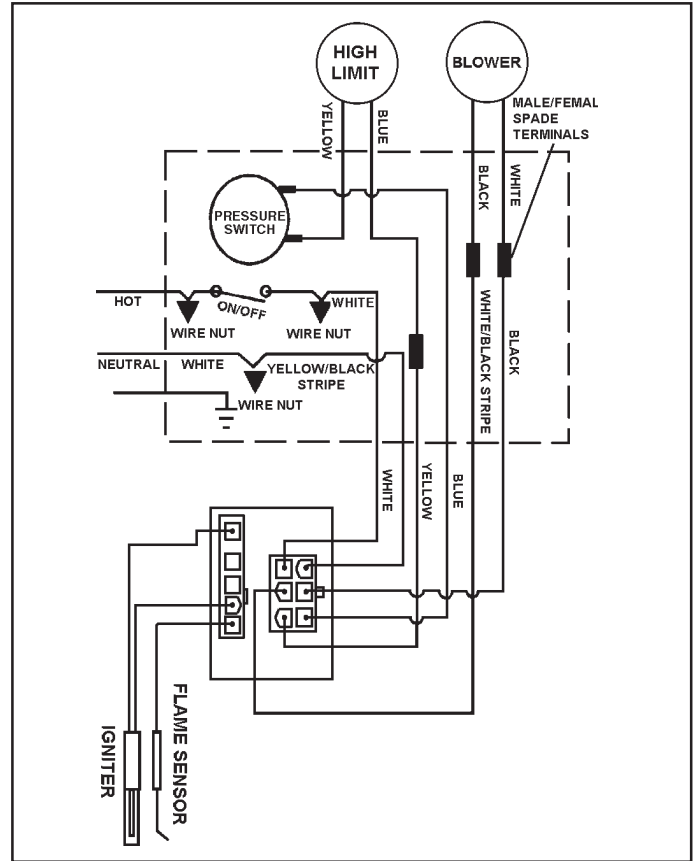 HIGH
LIMIT
BLOWER
MALE/FEMAL
SPADE
TERMINALS
YELLOW
BLUE
BLACK
WHITE
PRESSURE
SWITCH
HOT
ON/OFF
WHITE
WIRE NUT
WIRE NUT
NEUTRAL
WHITE
YELLOW/BLACK
STRIPE
WIRE NUT
WHITE/BLACK STRIPE
BLACK
WHITE
YELLOW
BLUE
IGNITER
FLAME SENSOR